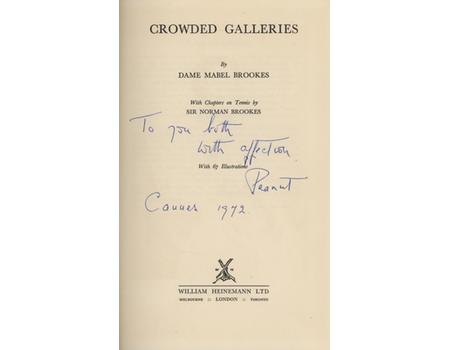 CROWDED GALLERIES
By
DAME MABEL BROOKES
With Chapters on Tennis by
SIR NORMAN BROOKES
To you both
with affection
With 67 Illustrations
Peanut
Cannes 1972
WILLIAM HEINEMANN LTD
MELBOURNE :: LONDON :: TORONTO